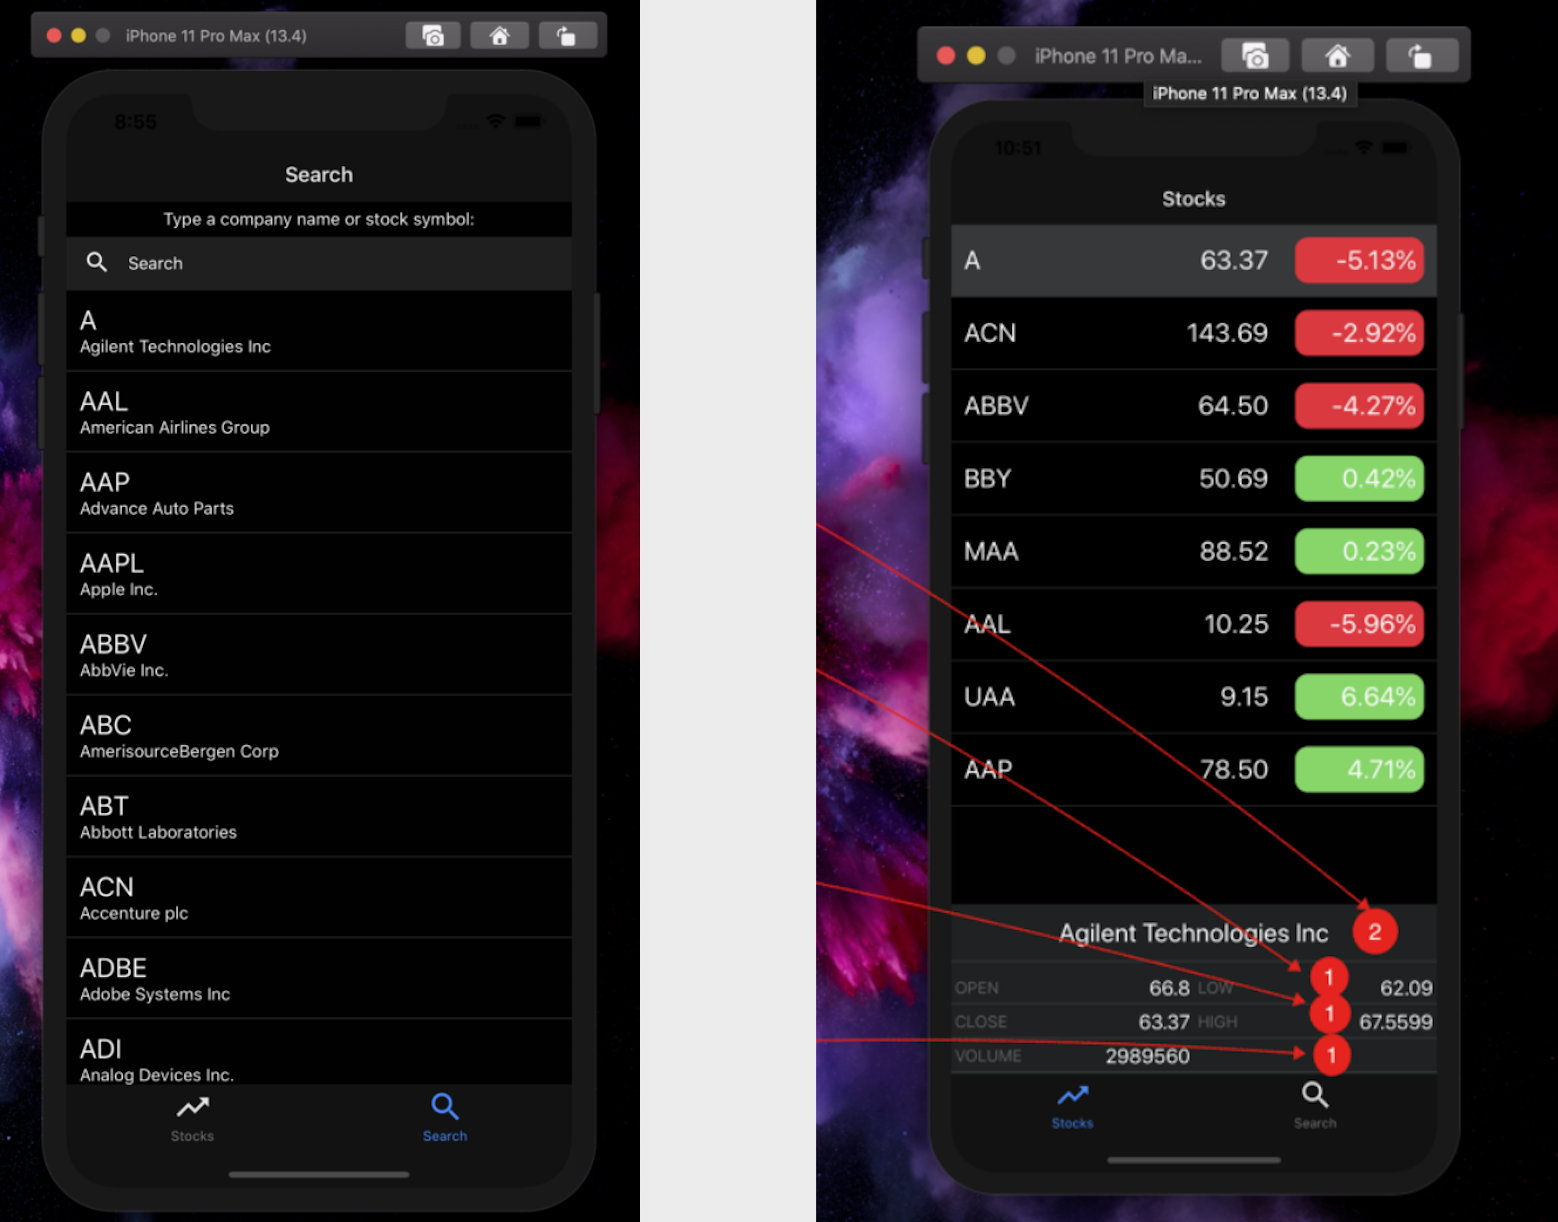 iPhone 11 Pro Max (13.4)
8:55
Search
Type a company name or stock symbol:
Search
A
Agilent Technologies Inc
AAL
American Airlines Group
AAP
Advance Auto Parts
AAPL
Apple Inc.
ABBV
AbbVie Inc.
ABC
AmerisourceBergen Corp
ABT
Abbott Laboratories
ACN
Accenture plc
ADBE
Adobe Systems Inc
ADI
Analog Devices Inc.
Stocks Search
iPhone 11 Pro Ma...
iPhone 11 Pro Max (13.4)
10:51
Stocks
A 63.37 -5.13%
ACN 143.69 -2.92%
ABBV 64.50 -4.27%
BBY 50.69 0.42%
MAA 88.52 0.23%
AAL 10.25 -5.96%
UAA 9.15 6.64%
AAP 78.50 4.71%
Agilent Technologies Inc 2
OPEN 66.8 LOW 1 62.09
CLOSE 63.37 HIGH 1 67.5599
VOLUME 2989560 1
Stocks Search